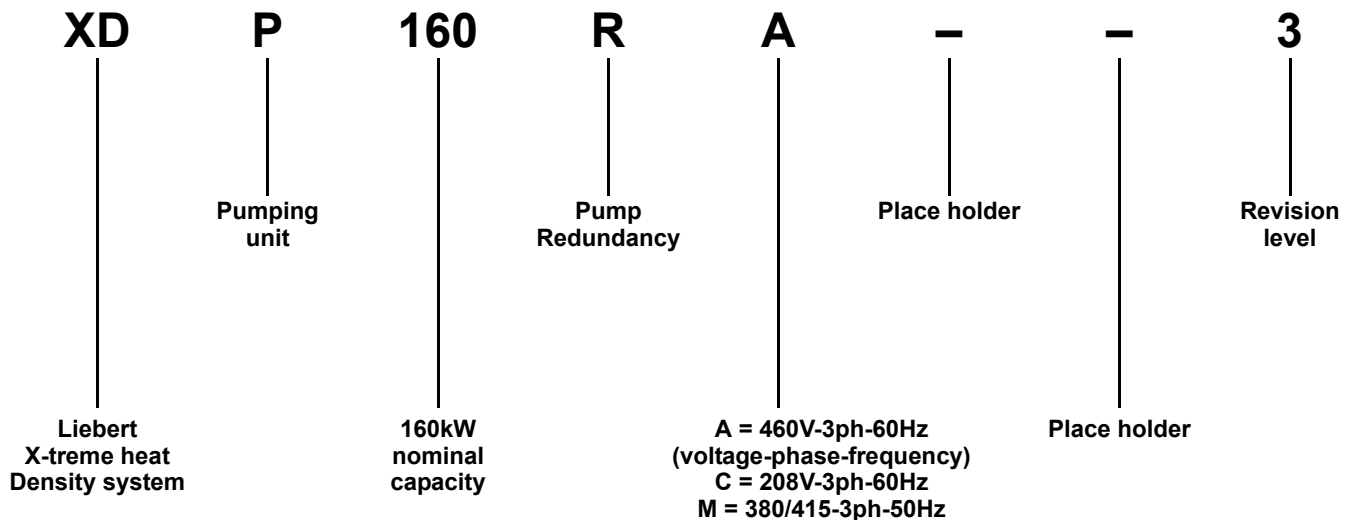 XD P 160 R A – – 3
Pumping
unit
Pump
Redundancy
Place holder
Revision
level
Liebert
X-treme heat
Density system
160kW
nominal
capacity
A = 460V-3ph-60Hz
(voltage-phase-frequency)
C = 208V-3ph-60Hz
M = 380/415-3ph-50Hz
Place holder